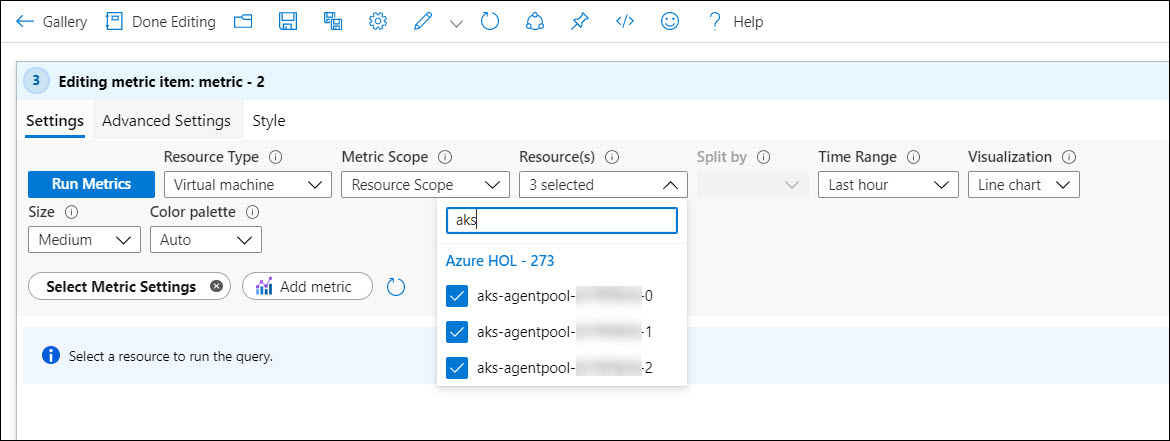 Gallery Done Editing Help
3 Editing metric item: metric - 2
Settings Advanced Settings Style
Resource Type Metric Scope Resource(s) Split by Time Range Visualization
Run Metrics Virtual machine Resource Scope 3 selected Last hour Line chart
Size Color palette
aks
Medium Auto
Azure HOL - 273
Select Metric Settings Add metric
aks-agentpool- -0
aks-agentpool- -1
Select a resource to run the query.
aks-agentpool- -2